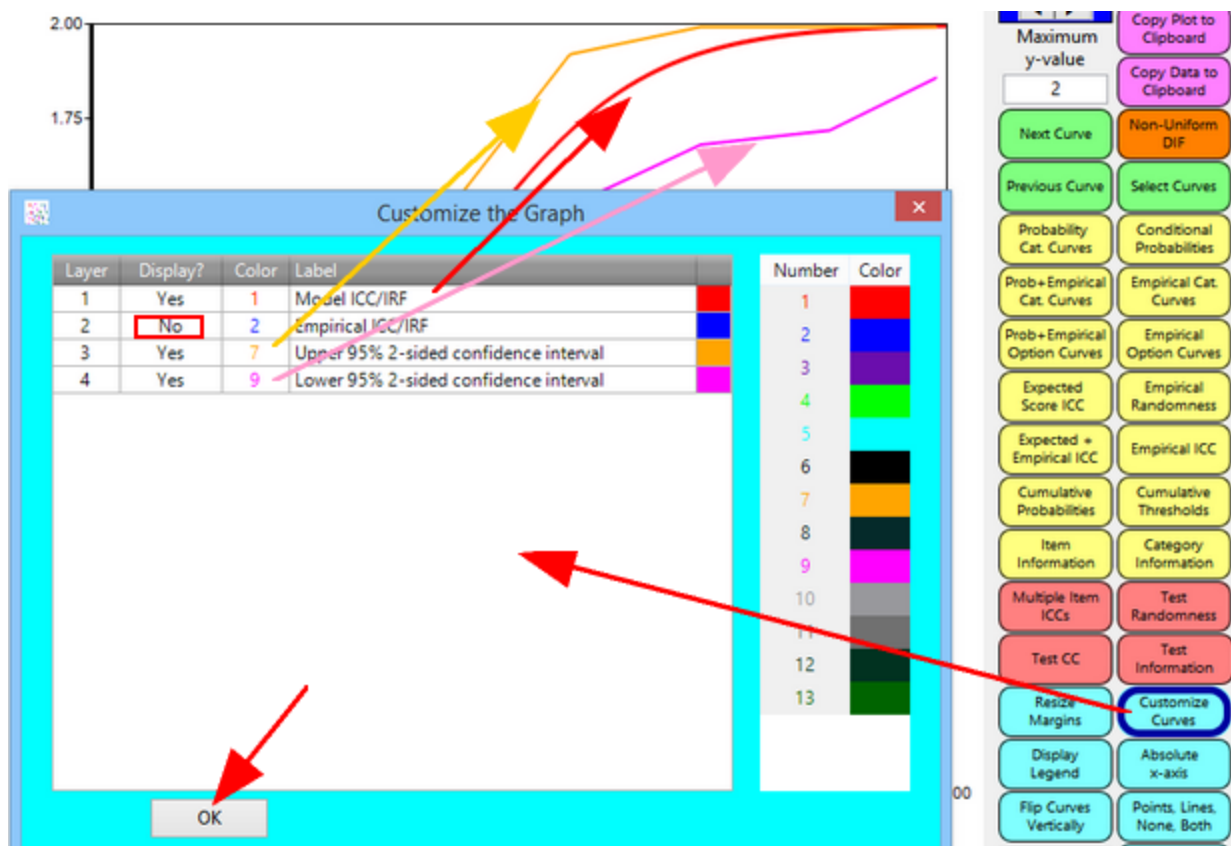 2.00
1.75
Customize the Graph
Layer Display? Color Label
1 Yes 1 Model ICC/IRF
2 No 2 Empirical ICC/IRF
3 Yes 7 Upper 95% 2-sided confidence interval
4 Yes 9 Lower 95% 2-sided confidence interval
Number Color
1
2
3
4
5
6
7
8
9
10
11
12
13
OK
00
Maximum
y-value
2
Copy Plot to
Clipboard
Copy Data to
Clipboard
Next Curve
Non-Uniform
DIF
Previous Curve
Select Curves
Probability
Cat. Curves
Conditional
Probabilities
Prob+Empirical
Cat. Curves
Empirical Cat.
Curves
Prob+Empirical
Option Curves
Empirical
Option Curves
Expected
Score ICC
Empirical
Randomness
Expected +
Empirical ICC
Empirical ICC
Cumulative
Probabilities
Cumulative
Thresholds
Item
Information
Category
Information
Multiple Item
ICCs
Test
Randomness
Test CC
Test
Information
Resize
Margins
Customize
Curves
Display
Legend
Absolute
x-axis
Flip Curves
Vertically
Points, Lines,
None, Both